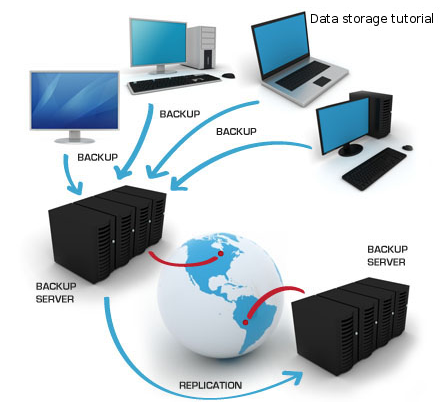 Data storage tutorial
BACKUP
BACKUP
BACKUP
BACKUP
SERVER
BACKUP
SERVER
REPLICATION